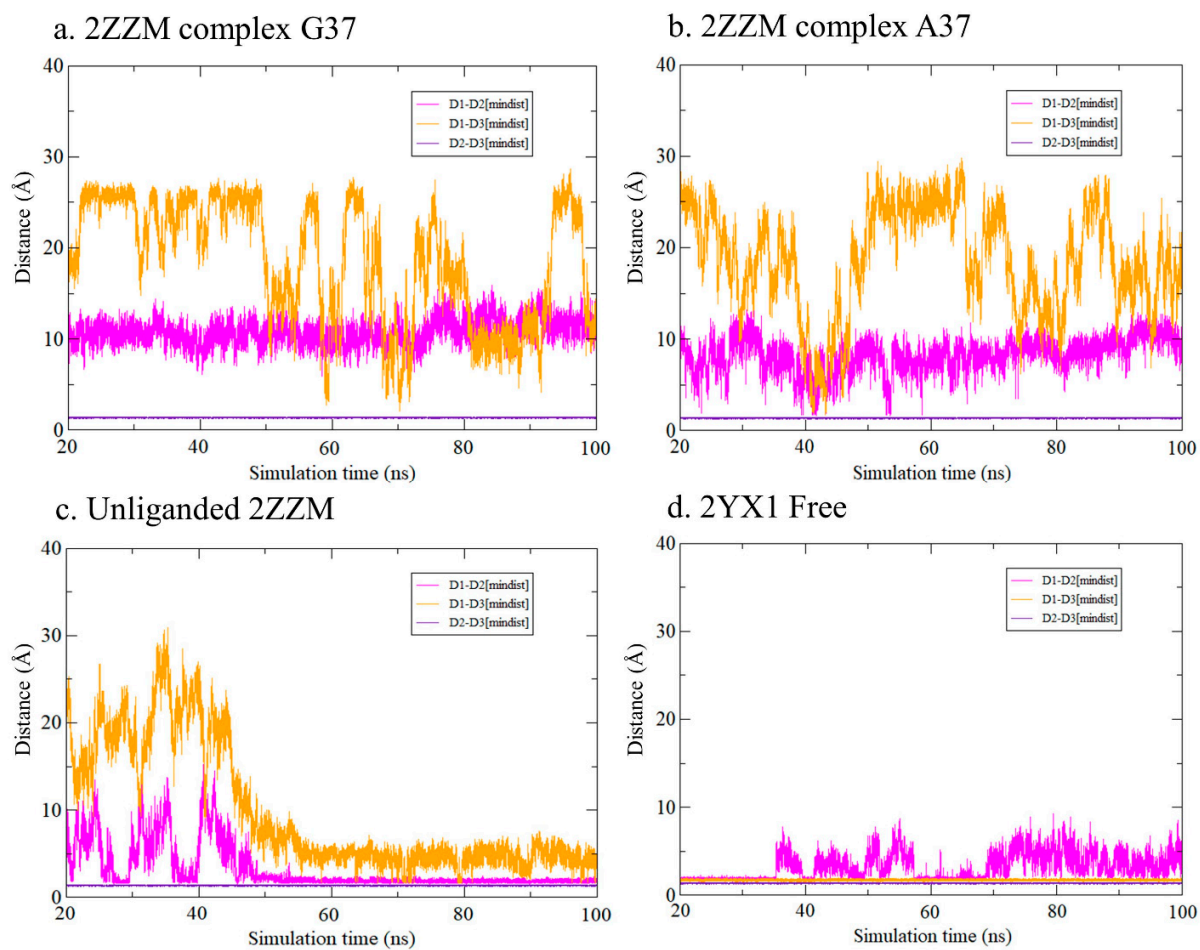 a. 2ZZM complex G37
40
30
20
10
0
Distance (Å)
D1-D2[mindist]
D1-D3[mindist]
D2-D3[mindist]
20 40 60 80 100
Simulation time (ns)
b. 2ZZM complex A37
40
30
20
10
0
Distance (Å)
D1-D2[mindist]
D1-D3[mindist]
D2-D3[mindist]
20 40 60 80 100
Simulation time (ns)
c. Unliganded 2ZZM
40
30
20
10
0
Distance (Å)
D1-D2[mindist]
D1-D3[mindist]
D2-D3[mindist]
20 40 60 80 100
Simulation time (ns)
d. 2YX1 Free
40
30
20
10
0
Distance (Å)
D1-D2[mindist]
D1-D3[mindist]
D2-D3[mindist]
20 40 60 80 100
Simulation time (ns)